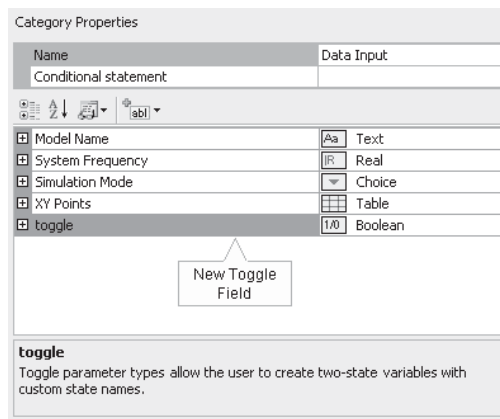 Category Properties
Name Data Input
Conditional statement
A Z abl
Model Name Aa Text
System Frequency IR Real
Simulation Mode Choice
XY Points Table
toggle 1/0 Boolean
New Toggle
Field
toggle
Toggle parameter types allow the user to create two-state variables with
custom state names.